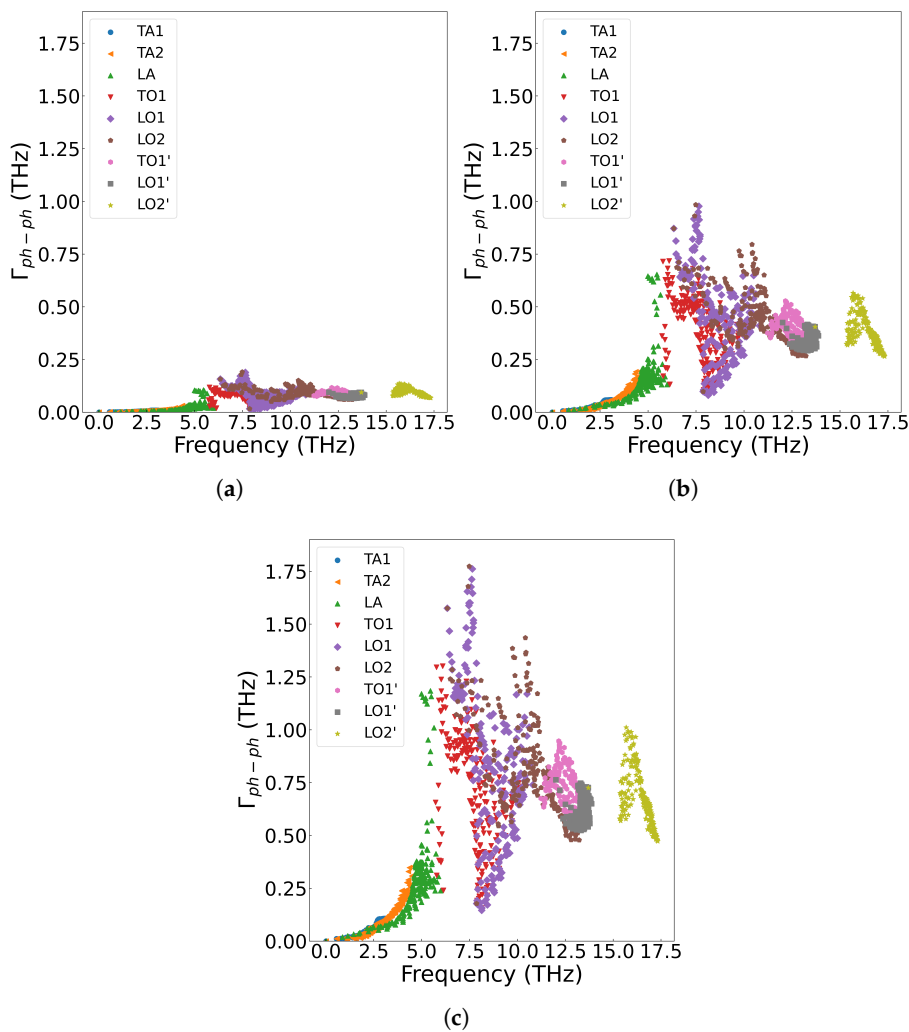 1.75
1.50
1.25
1.00
0.75
0.50
0.25
0.00
Γph − ph (THz)
TA1
TA2
LA
TO1
LO1
LO2
TO1'
LO1'
LO2'
0.0 2.5 5.0 7.5 10.0 12.5 15.0 17.5
Frequency (THz)
(a)
1.75
1.50
1.25
1.00
0.75
0.50
0.25
0.00
Γph − ph (THz)
TA1
TA2
LA
TO1
LO1
LO2
TO1'
LO1'
LO2'
0.0 2.5 5.0 7.5 10.0 12.5 15.0 17.5
Frequency (THz)
(b)
1.75
1.50
1.25
1.00
0.75
0.50
0.25
0.00
Γph − ph (THz)
TA1
TA2
LA
TO1
LO1
LO2
TO1'
LO1'
LO2'
0.0 2.5 5.0 7.5 10.0 12.5 15.0 17.5
Frequency (THz)
(c)